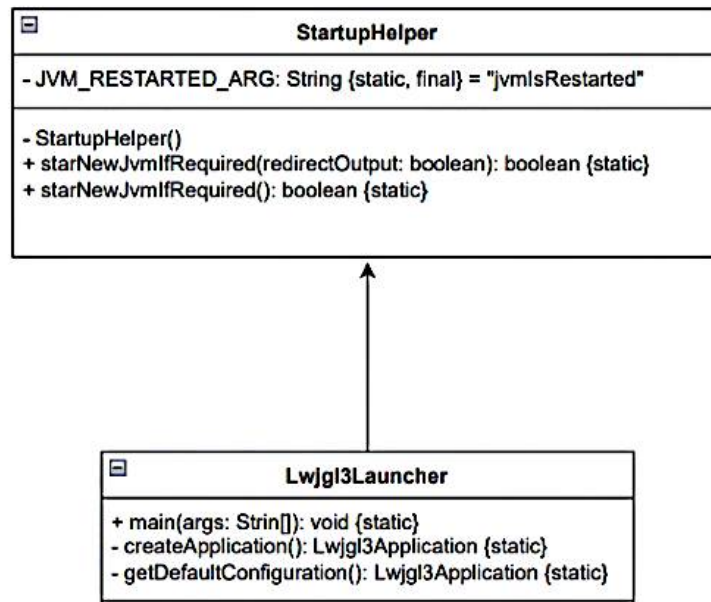 StartupHelper
- JVM_RESTARTED_ARG: String {static, final} = "jvmIsRestarted"
- StartupHelper()
+ starNewJvmIfRequired(redirectOutput: boolean): boolean {static}
+ starNewJvmIfRequired(): boolean {static}
Lwjgl3Launcher
+ main(args: Strin[]): void {static}
- createApplication(): Lwjgl3Application {static}
- getDefaultConfiguration(): Lwjgl3Application {static}